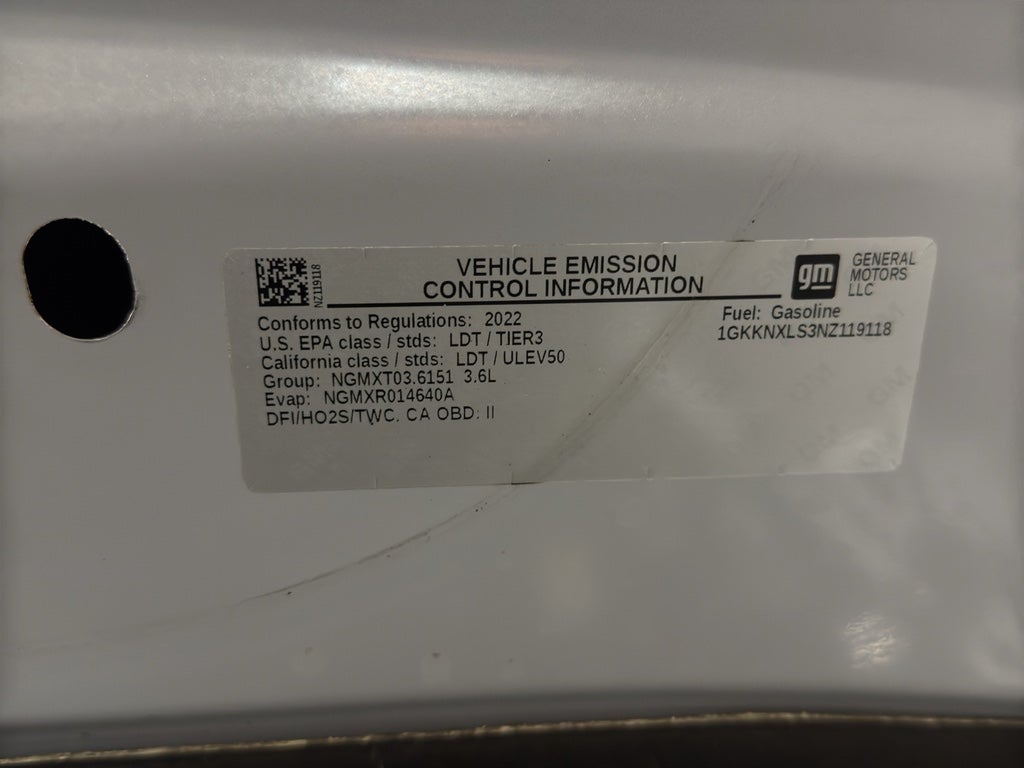 NZ119118
VEHICLE EMISSION
CONTROL INFORMATION
gm
GENERAL
MOTORS
LLC
Conforms to Regulations: 2022
U.S. EPA class / stds: LDT / TIER3
California class / stds: LDT / ULEV50
Group: NGMXT03.6151 3.6L
Evap: NGMXR014640A
DFI/HO2S/TWC. CA OBD: II
Fuel: Gasoline
1GKKNXLS3NZ119118